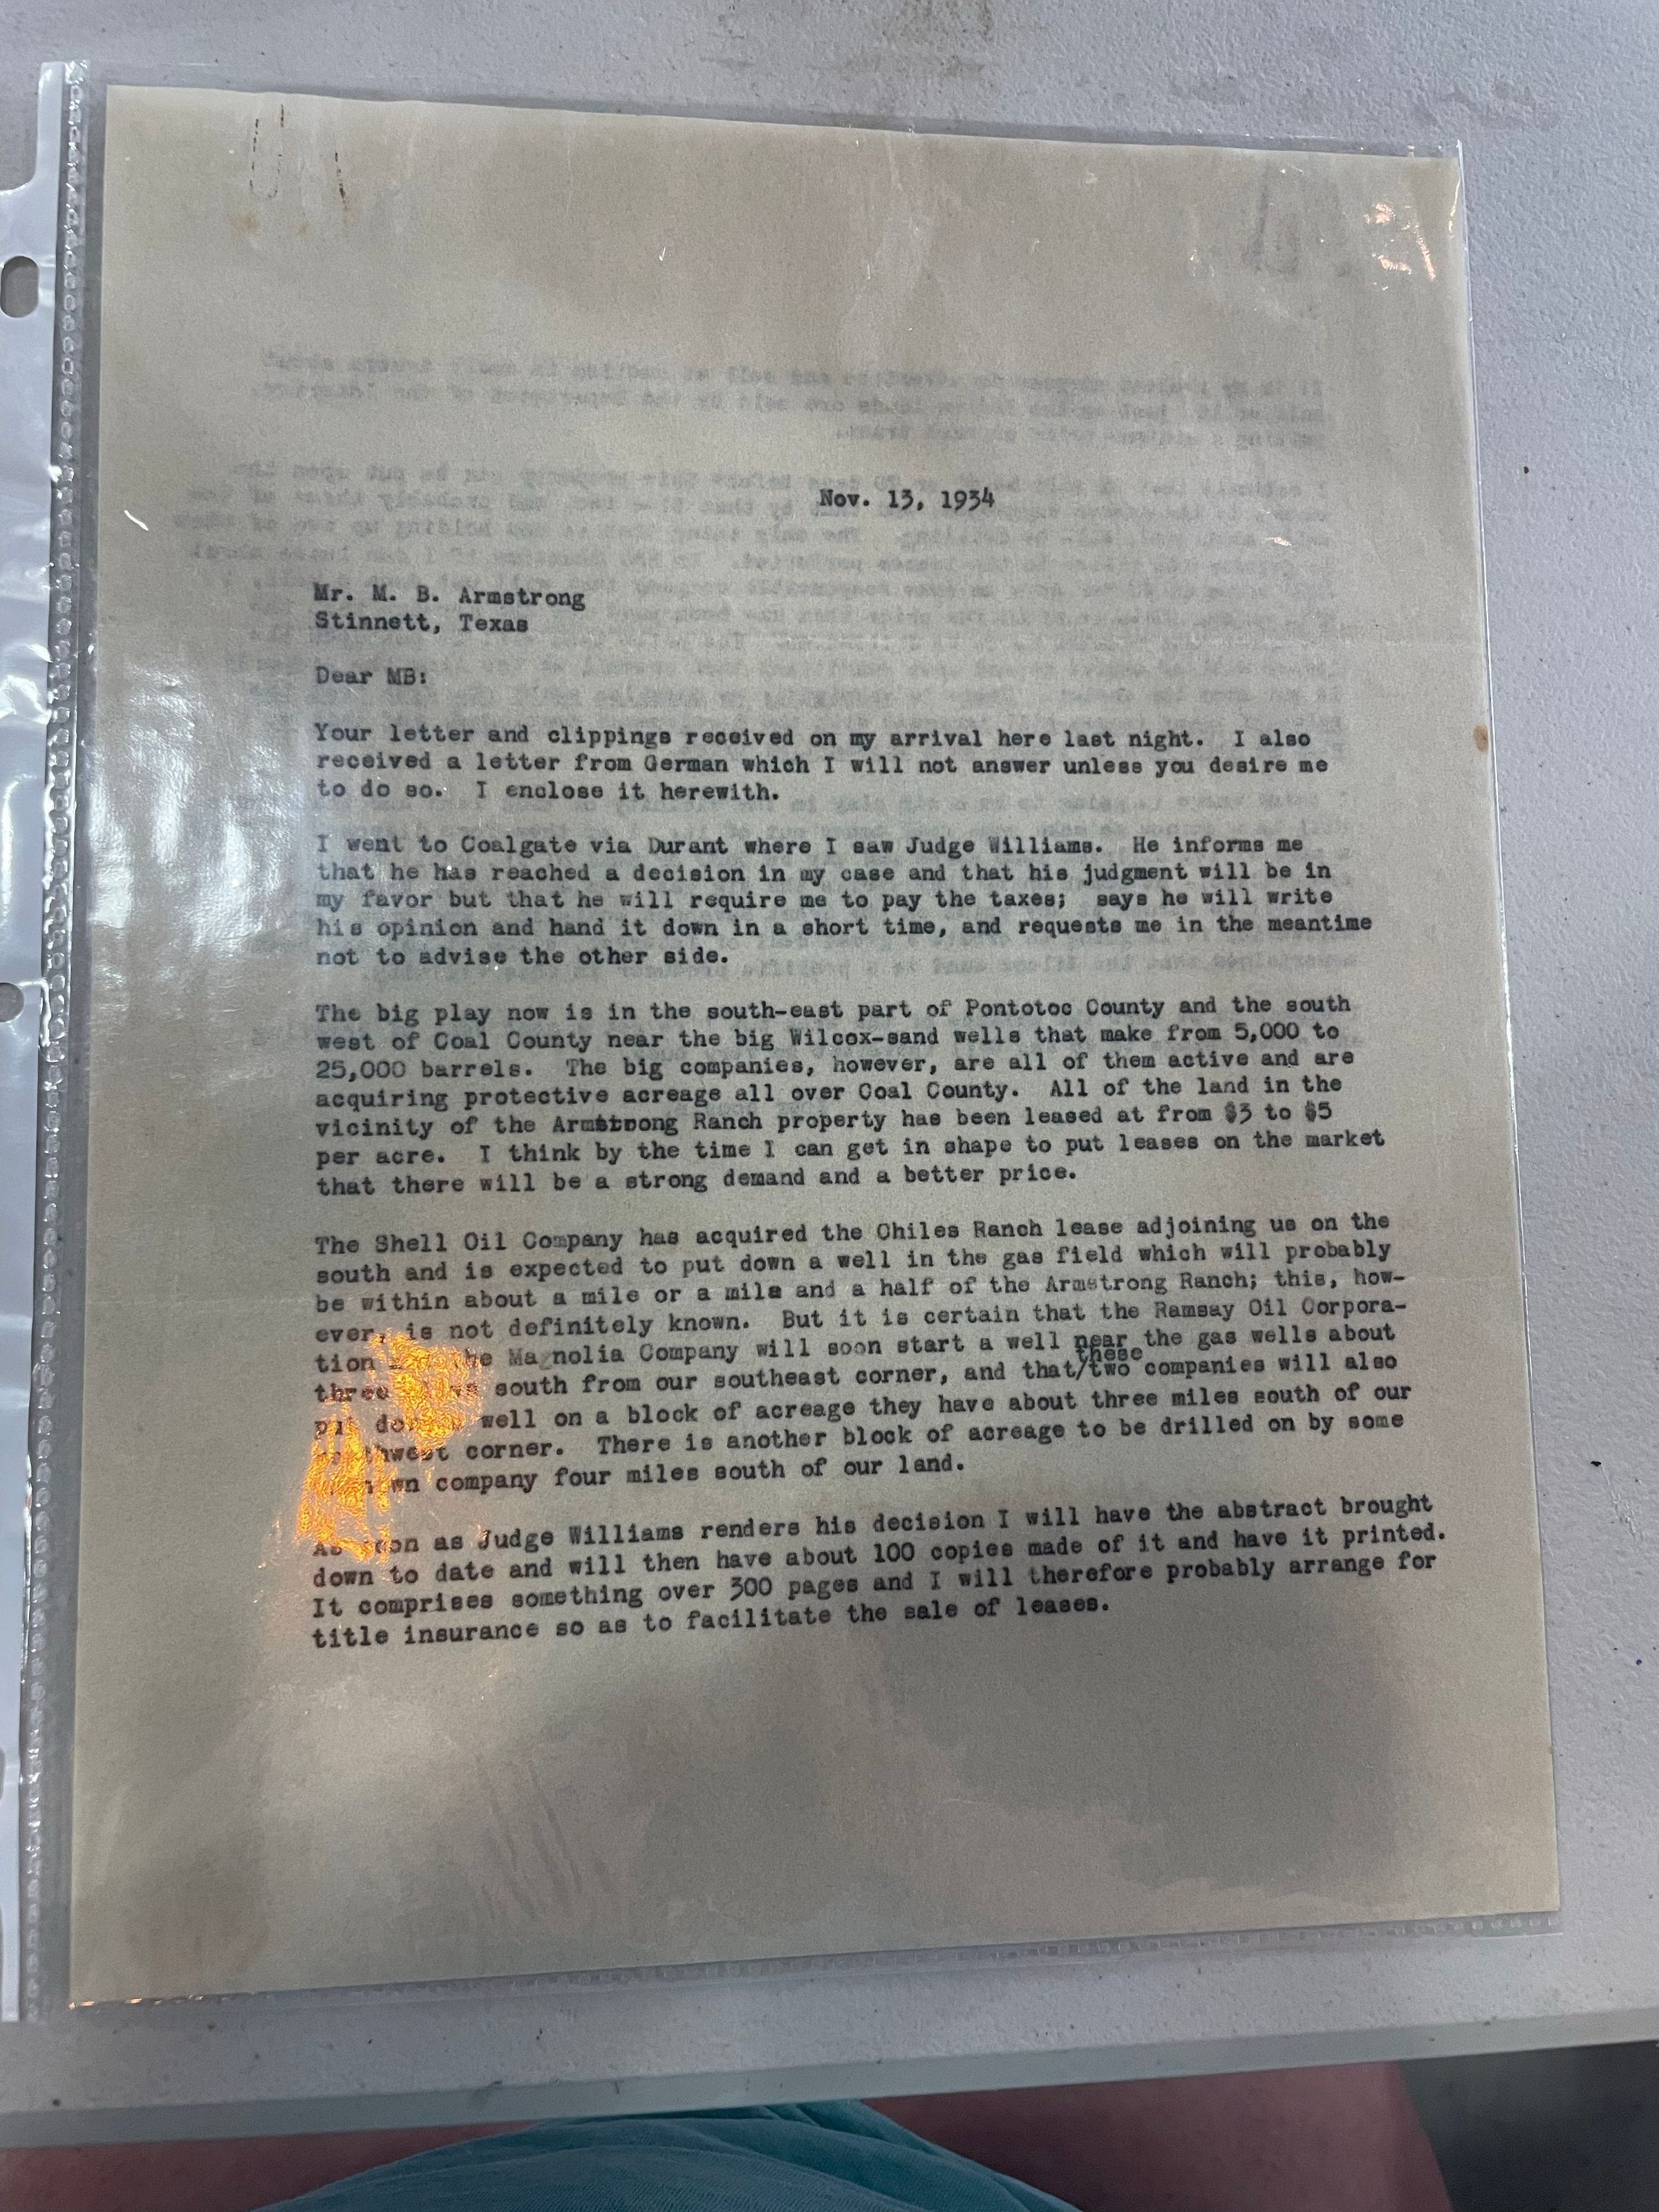 Nov. 13, 1934
Mr. M. B. Armstrong
Stinnett, Texas
Dear MB:
Your letter and clippings received on my arrival here last night. I also
received a letter from German which I will not answer unless you desire me
to do so. I enclose it herewith.
I went to Coalgate via Durant where I saw Judge Williams. He informs me
that he has reached a decision in my case and that his judgment will be in
my favor but that he will require me to pay the taxes; says he will write
his opinion and hand it down in a short time, and requests me in the meantime
not to advise the other side.
The big play now is in the south-east part of Pontotoc County and the south
west of Coal County near the big Wilcox-sand wells that make from 5,000 to
25,000 barrels. The big companies, however, are all of them active and are
acquiring protective acreage all over Coal County. All of the land in the
vicinity of the Armstrong Ranch property has been leased at from $3 to $5
per acre. I think by the time I can get in shape to put leases on the market
that there will be a strong demand and a better price.
The Shell Oil Company has acquired the Chiles Ranch lease adjoining us on the
south and is expected to put down a well in the gas field which will probably
be within about a mile or a mile and a half of the Armstrong Ranch; this, how-
ever, is not definitely known. But it is certain that the Ramsay Oil Corpora-
tion the Magnolia Company will soon start a well near the gas wells about
three south from our southeast corner, and that/two companies will also
these
put down well on a block of acreage they have about three miles south of our
corner. There is another block of acreage to be drilled on by some
company four miles south of our land.
As soon as Judge Williams renders his decision I will have the abstract brought
down to date and will then have about 100 copies made of it and have it printed.
It comprises something over 300 pages and I will therefore probably arrange for
title insurance so as to facilitate the sale of leases.